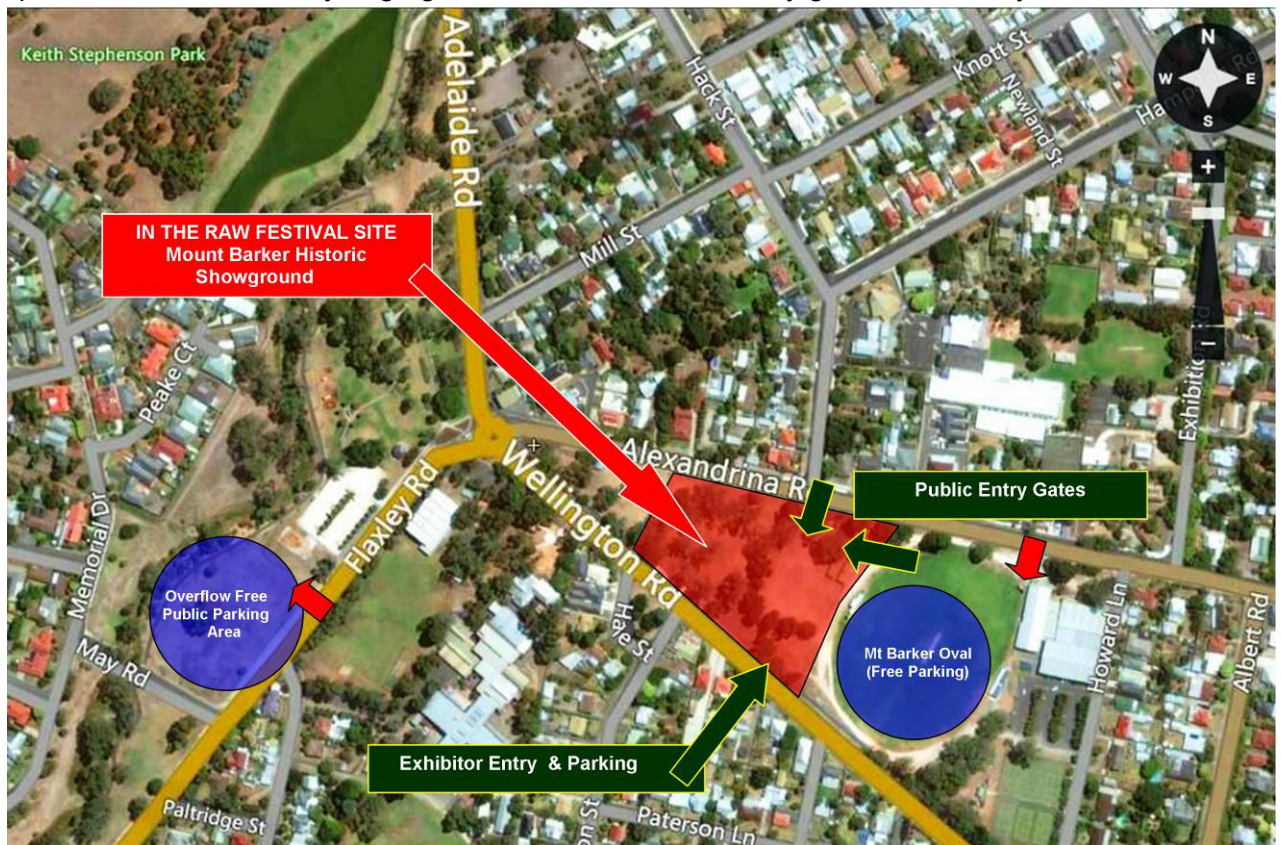 Keith Stephenson Park
Adelaide Rd
Hack St
Knott St
Newland St
N
W
E
S
+
IN THE RAW FESTIVAL SITE
Mount Barker Historic
Showground
Mill St
Peake Ct
Alexandrina R
Exhibitio
Public Entry Gates
Wellington Rd
Flaxley Rd
Memorial Dr
Overflow Free
Public Parking
Area
May Rd
Hale St
Mt Barker Oval
(Free Parking)
Howard Ln
Albert Rd
Exhibitor Entry & Parking
Paltridge St
on St
Paterson Ln